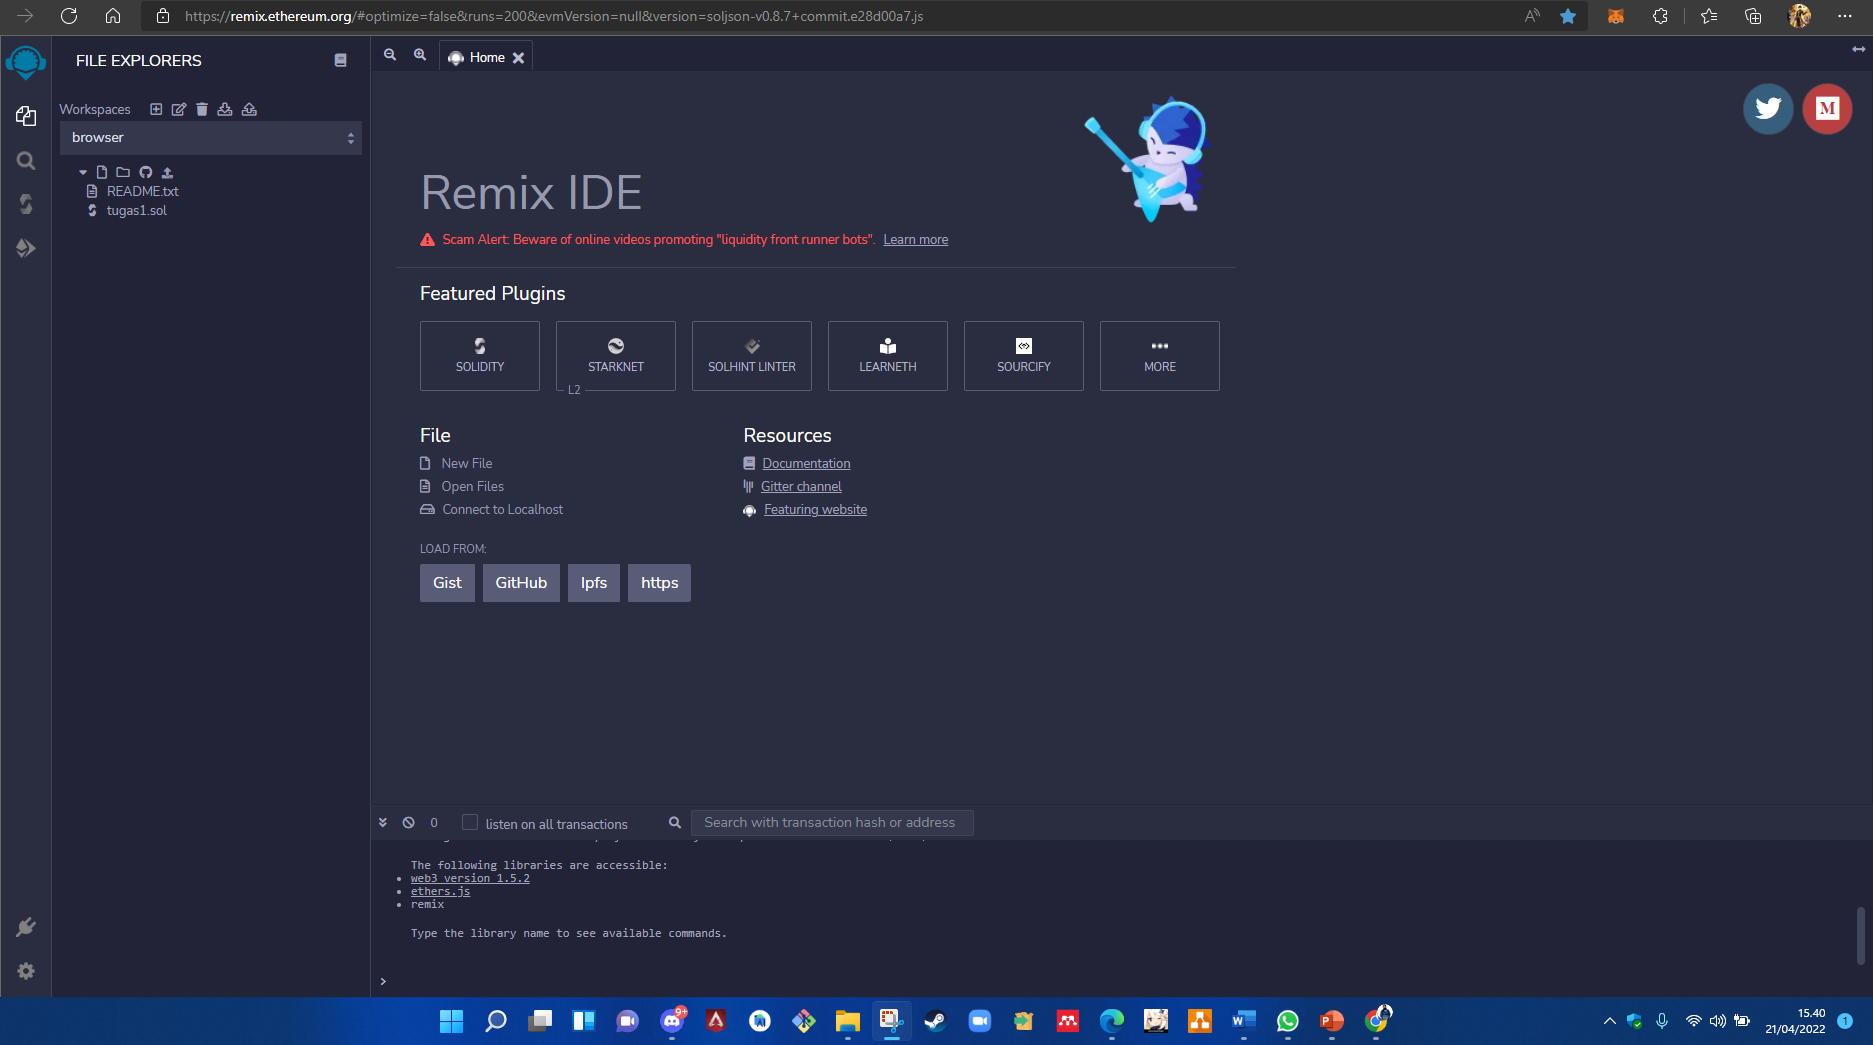 https://remix.ethereum.org/#optimize=false&runs=200&evmVersion=null&version=soljson-v0.8.7+commit.e28d00a7.js
FILE EXPLORERS
Home
Workspaces
browser
README.txt
tugas1.sol
M
Remix IDE
Scam Alert: Beware of online videos promoting "liquidity front runner bots". Learn more
Featured Plugins
SOLIDITY
STARKNET
L2
SOLHINT LINTER
LEARNETH
SOURCIFY
MORE
File
New File
Open Files
Connect to Localhost
Resources
Documentation
Gitter channel
Featuring website
LOAD FROM:
Gist GitHub Ipfs https
0 listen on all transactions Search with transaction hash or address
The following libraries are accessible:
• web3 version 1.5.2
• ethers.js
• remix
Type the library name to see available commands.
>
9+
15.40
21/04/2022
1